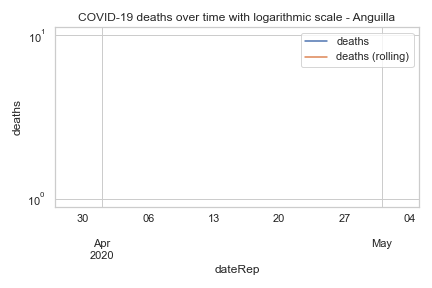 COVID-19 deaths over time with logarithmic scale - Anguilla
10¹
deaths
deaths (rolling)
deaths
10⁰
30 06 13 20 27 04
Apr May
2020
dateRep